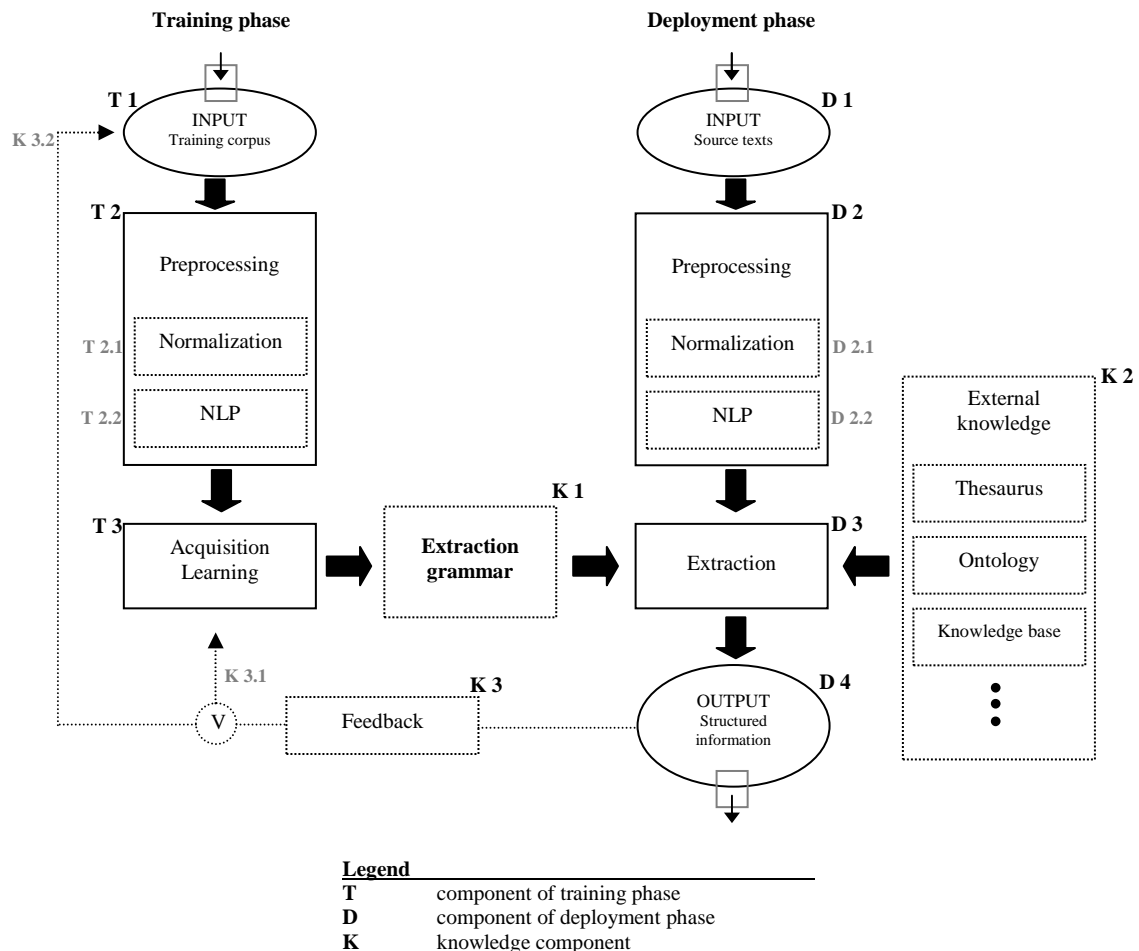 Training phase
Deployment phase
T 1
INPUT
Training corpus
D 1
INPUT
Source texts
K 3.2
T 2
Preprocessing
D 2
Preprocessing
T 2.1
Normalization
Normalization
D 2.1
T 2.2
NLP
NLP
D 2.2
K 2
External
knowledge
Thesaurus
Ontology
Knowledge base
T 3
Acquisition
Learning
K 1
Extraction
grammar
D 3
Extraction
K 3.1
K 3
Feedback
V
D 4
OUTPUT
Structured
information
Legend
T component of training phase
D component of deployment phase
K knowledge component